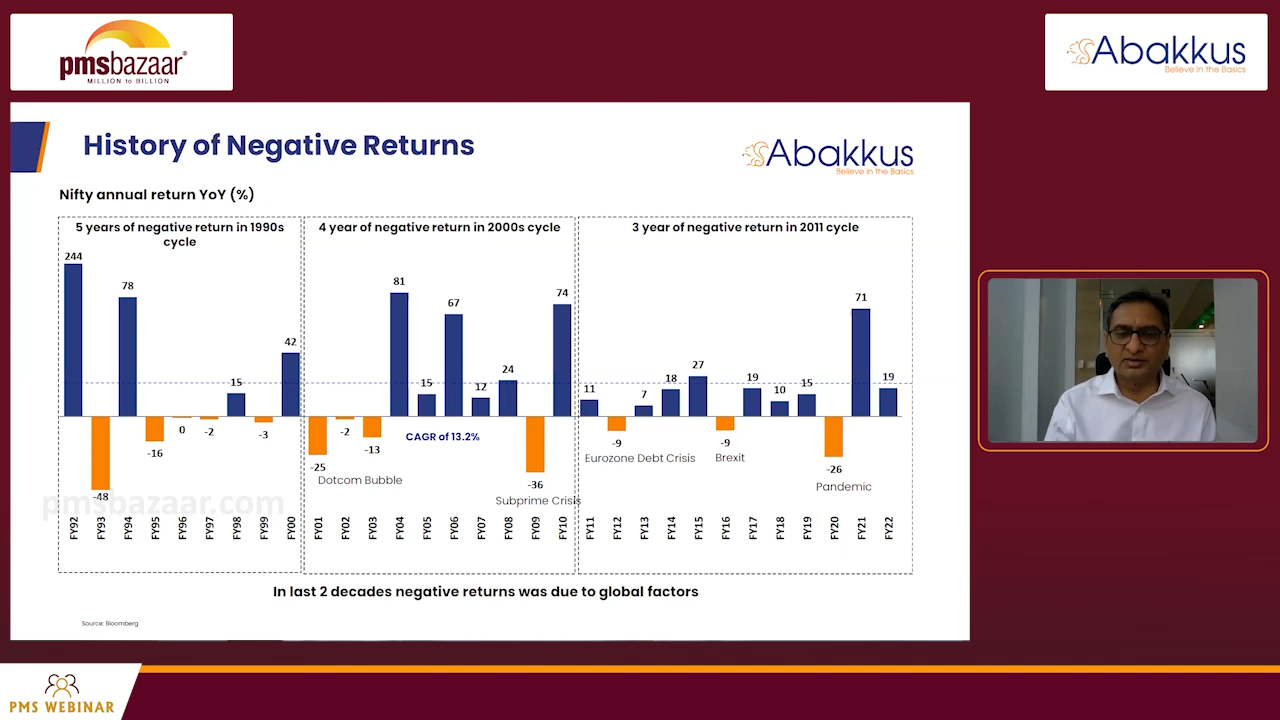 pmsbazaar®
MILLION to BILLION
Abakkus
Believe in the Basics
History of Negative Returns
Abakkus
Believe in the Basics
Nifty annual return YoY (%)
5 years of negative return in 1990s
cycle
4 year of negative return in 2000s cycle
3 year of negative return in 2011 cycle
244
-48
78
-16
0
-2
15
-3
42
-25
-2
-13
81
15
67
12
24
-36
74
11
-9
7
18
27
-9
19
10
15
-26
71
19
CAGR of 13.2%
Dotcom Bubble
Subprime Crisis
Eurozone Debt Crisis
Brexit
Pandemic
pmsbazaar.com
FY92
FY93
FY94
FY95
FY96
FY97
FY98
FY99
FY00
FY01
FY02
FY03
FY04
FY05
FY06
FY07
FY08
FY09
FY10
FY11
FY12
FY13
FY14
FY15
FY16
FY17
FY18
FY19
FY20
FY21
FY22
In last 2 decades negative returns was due to global factors
Source: Bloomberg
PMS WEBINAR